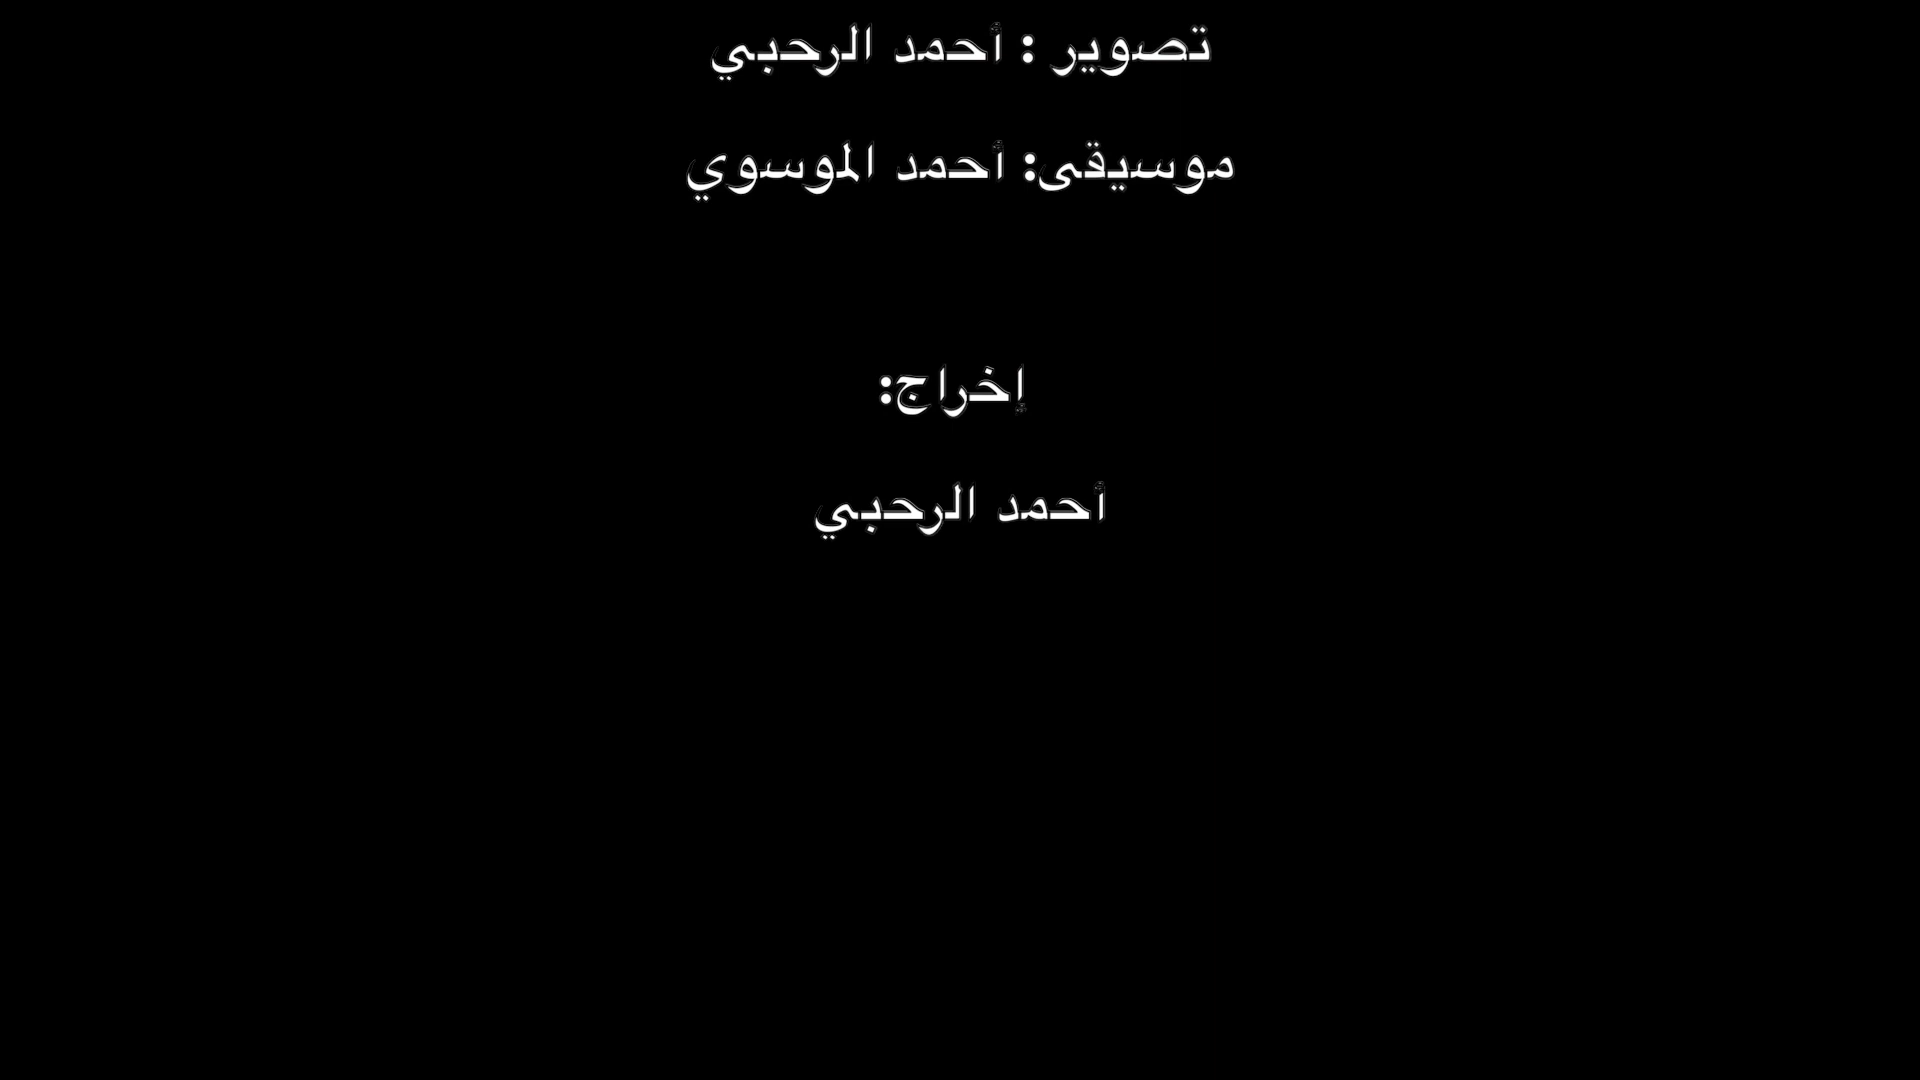 تصوير : أحمد الرحبي
موسيقى: أحمد الموسوي
إخراج:
أحمد الرحبي